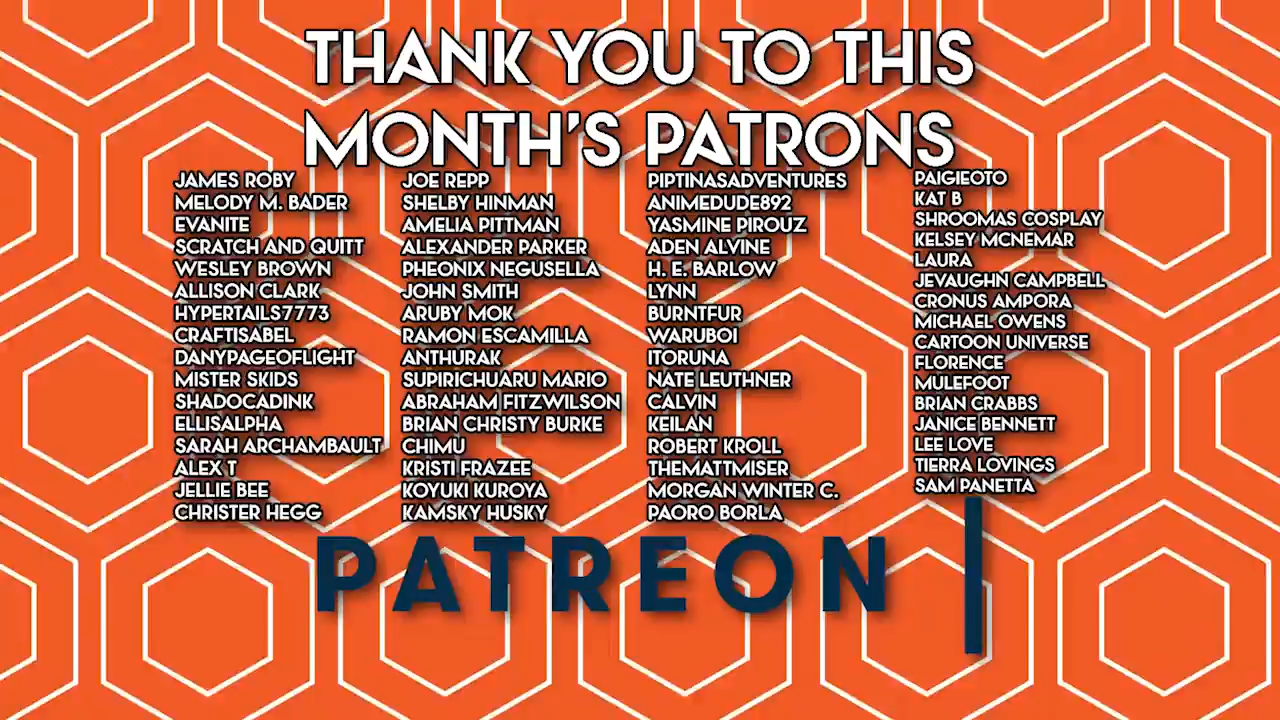 THANK YOU TO THIS
MONTH'S PATRONS
JAMES ROBY
MELODY M. BADER
EVANITE
SCRATCH AND QUITT
WESLEY BROWN
ALLISON CLARK
HYPERTAILS7773
CRAFTISABEL
DANYPAGEOFLIGHT
MISTER SKIDS
SHADOCADINK
ELLISALPHA
SARAH ARCHAMBAULT
ALEX T
JELLIE BEE
CHRISTER HEGG
JOE REPP
SHELBY HINMAN
AMELIA PITTMAN
ALEXANDER PARKER
PHEONIX NEGUSELLA
JOHN SMITH
ARUBY MOK
RAMON ESCAMILLA
ANTHURAK
SUPIRICHUARU MARIO
ABRAHAM FITZWILSON
BRIAN CHRISTY BURKE
CHIMU
KRISTI FRAZEE
KOYUKI KUROYA
KAMSKY HUSKY
PIPTINASADVENTURES
ANIMEDUDE892
YASMINE PIROUZ
ADEN ALVINE
H. E. BARLOW
LYNN
BURNTFUR
WARUBOI
ITORUNA
NATE LEUTHNER
CALVIN
KEILAN
ROBERT KROLL
THEMATTMISER
MORGAN WINTER C.
PAORO BORLA
PAIGIEOTO
KAT B
SHROOMAS COSPLAY
KELSEY MCNEMAR
LAURA
JEVAUGHN CAMPBELL
CRONUS AMPORA
MICHAEL OWENS
CARTOON UNIVERSE
FLORENCE
MULEFOOT
BRIAN CRABBS
JANICE BENNETT
LEE LOVE
TIERRA LOVINGS
SAM PANETTA
PATREON